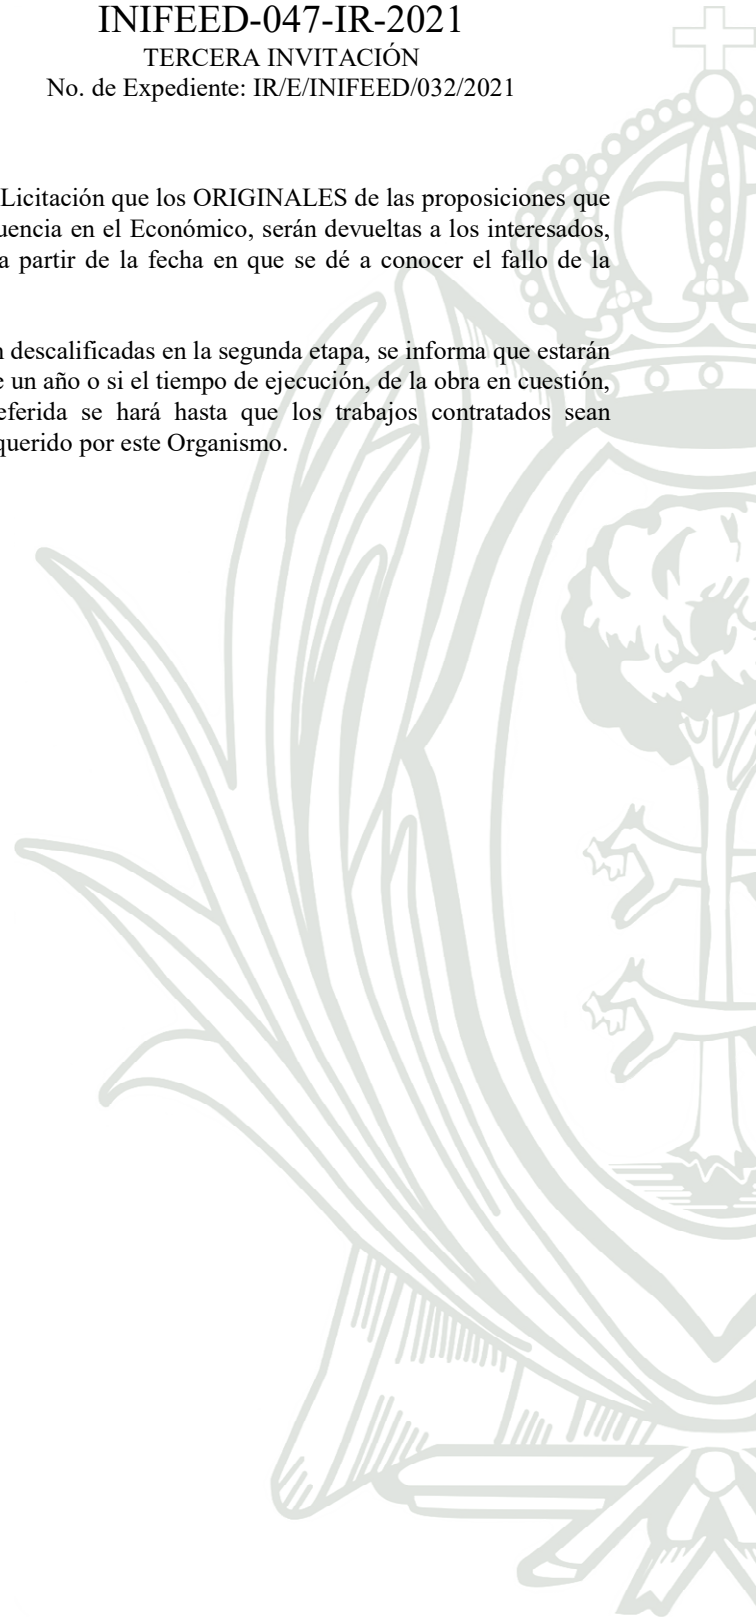 INIFEED-047-IR-2021
TERCERA INVITACIÓN
No. de Expediente: IR/E/INIFEED/032/2021
Licitación que los ORIGINALES de las proposiciones que
en el Económico, serán devueltas a los interesados,
a partir de la fecha en que se dé a conocer el fallo de la
descalificadas en la segunda etapa, se informa que estarán
un año o si el tiempo de ejecución, de la obra en cuestión,
se hará hasta que los trabajos contratados sean
por este Organismo.